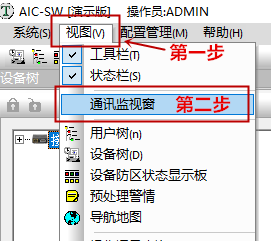 AIC-SW [演示版] 操作员:ADMIN
系统(S) 视图(V) 配置管理(M) 帮助(H)
第一步
工具栏(T)
设备树
状态栏(S)
通讯监视窗 第二步
用户树(n)
设备树(D)
设备防区状态显示板
预处理警情
导航地图